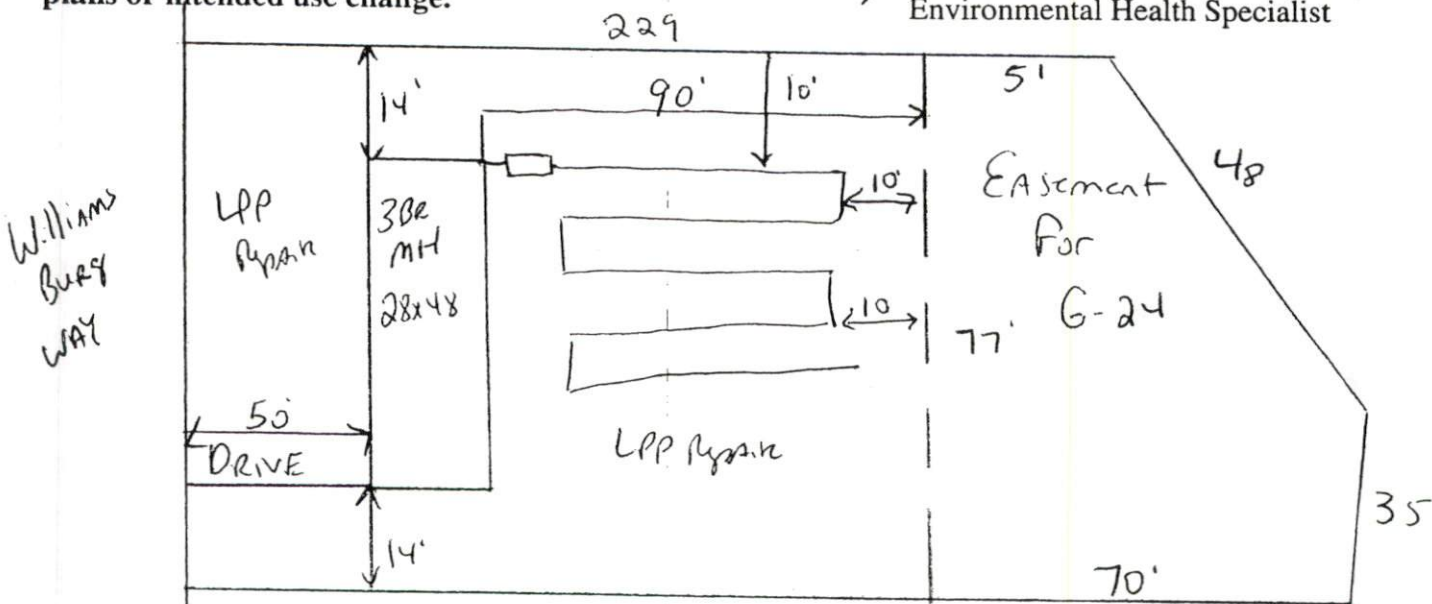 plans or intended use change.
Environmental Health Specialist
229
14'
90'
10'
5'
48
Williams
Burg
Way
LPP
Repair
3BR
MH
28x48
10'
Easement
For
G-24
10
77'
50'
DRIVE
LPP Repair
35
14'
70'